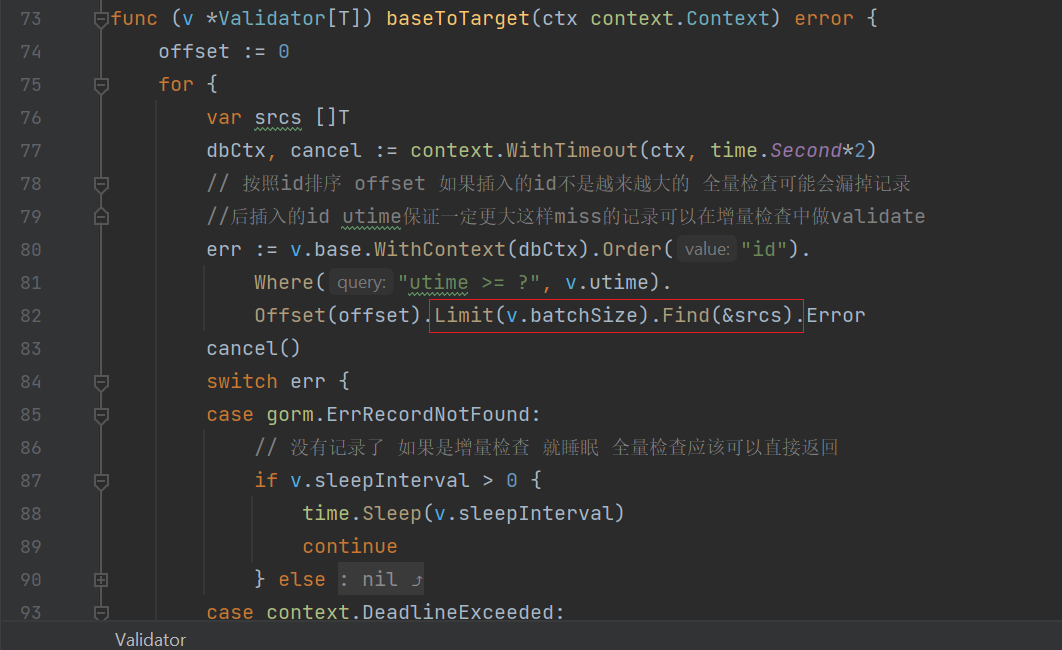 73 func (v *Validator[T]) baseToTarget(ctx context.Context) error {
74 offset := 0
75 for {
76 var srcs []T
77 dbCtx, cancel := context.WithTimeout(ctx, time.Second*2)
78 // 按照id排序 offset 如果插入的id不是越来越大的 全量检查可能会漏掉记录
79 //后插入的id utime保证一定更大这样miss的记录可以在增量检查中做validate
80 err := v.base.WithContext(dbCtx).Order( value: "id").
81 Where( query: "utime >= ?", v.utime).
82 Offset(offset).Limit(v.batchSize).Find(&srcs).Error
83 cancel()
84 switch err {
85 case gorm.ErrRecordNotFound:
86 // 没有记录了 如果是增量检查 就睡眠 全量检查应该可以直接返回
87 if v.sleepInterval > 0 {
88 time.Sleep(v.sleepInterval)
89 continue
90 } else : nil ⤴
93 case context.DeadlineExceeded:
Validator